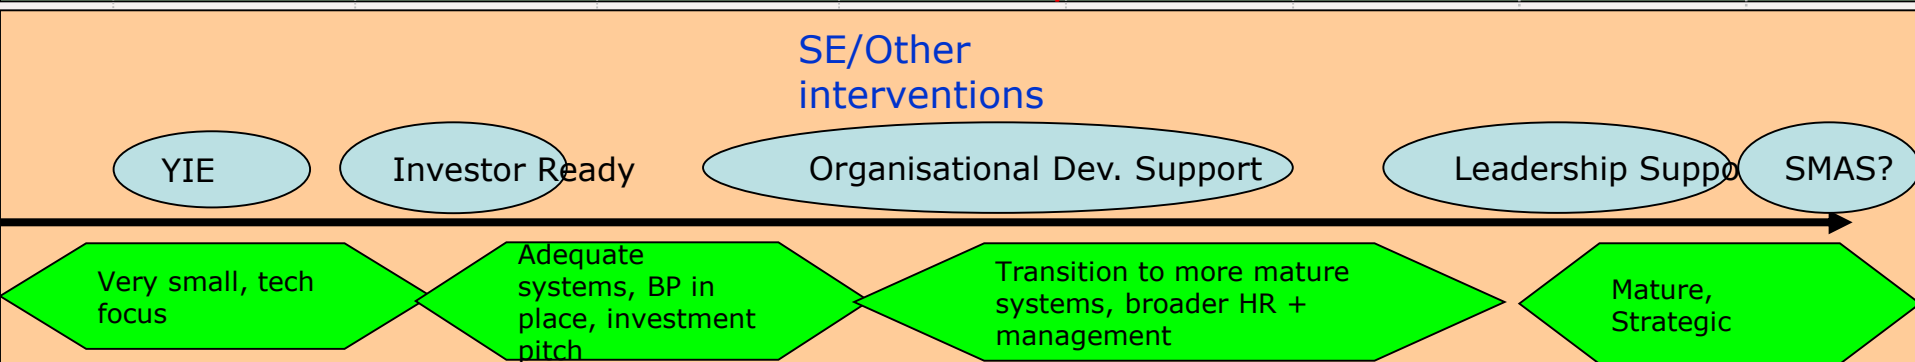 SE/Other
interventions
YIE
Investor Ready
Organisational Dev. Support
Leadership Suppo
SMAS?
Very small, tech
focus
Adequate
systems, BP in
place, investment
pitch
Transition to more mature
systems, broader HR +
management
Mature,
Strategic